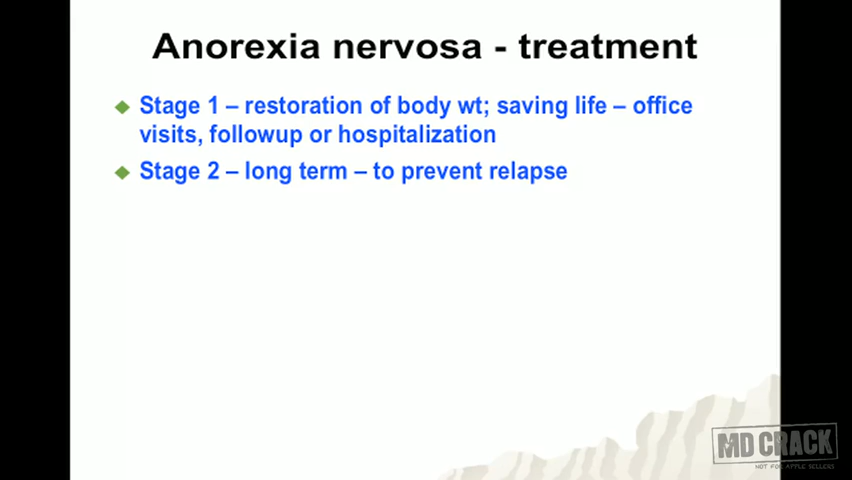 Anorexia nervosa - treatment
Stage 1 – restoration of body wt; saving life – office
visits, followup or hospitalization
Stage 2 – long term – to prevent relapse
MD CRACK
NOT FOR APPLE SELLERS